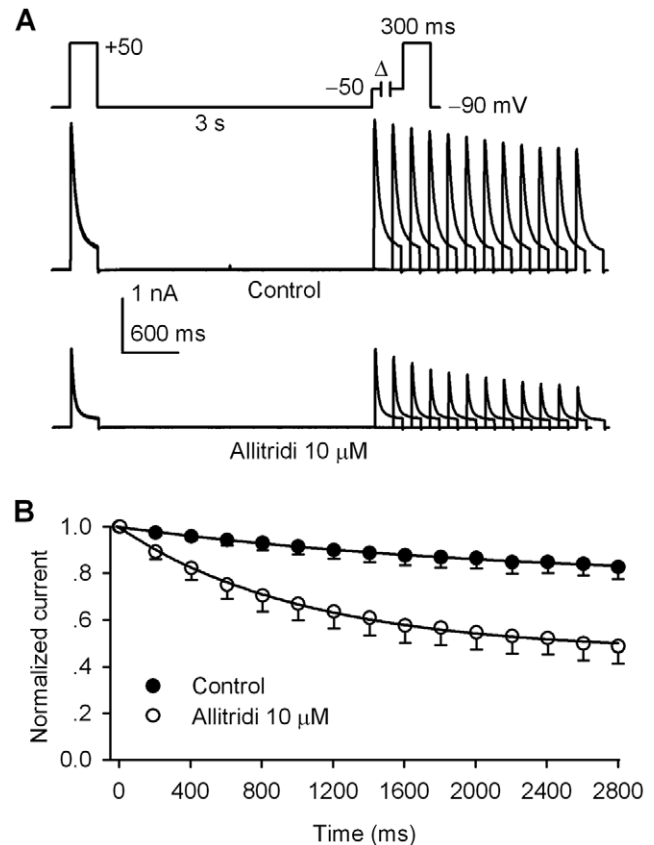 A
300 ms
+50
Δ
−50
−90 mV
3 s
Control
1 nA
600 ms
Allitridi 10 μM
B
Normalized current
1.0
.8
.6
.4
.2
0.0
Control
Allitridi 10 μM
0 400 800 1200 1600 2000 2400 2800
Time (ms)